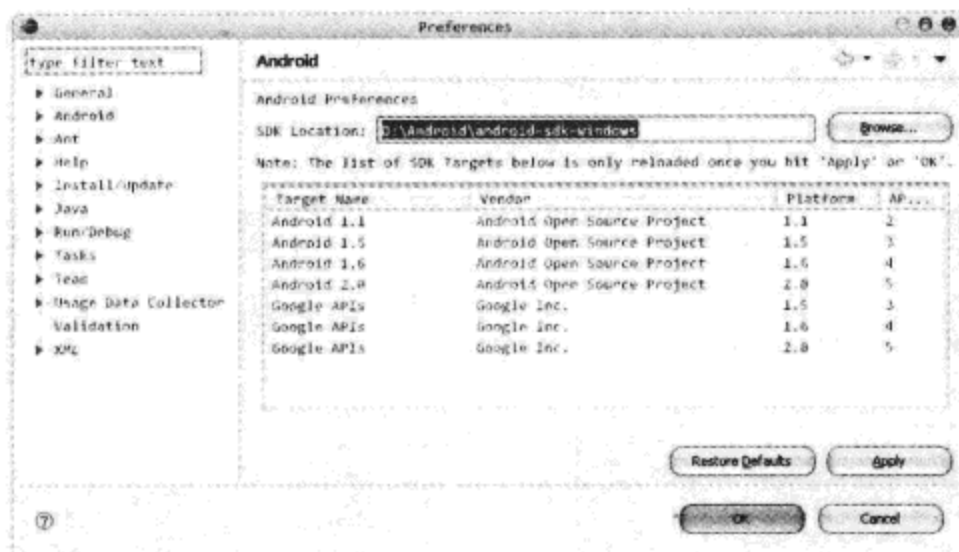 Preferences
type filter text
General
Android
Ant
Help
Install/Update
Java
Run/Debug
Tasks
Team
Usage Data Collector
Validation
XML
Android
Android Preferences
SDK Location: D:\Android\android-sdk-windows Browse...
Note: The list of SDK Targets below is only reloaded once you hit 'Apply' or 'OK'.
Target Name Vendor Platform AP...
Android 1.1 Android Open Source Project 1.1 2
Android 1.5 Android Open Source Project 1.5 3
Android 1.6 Android Open Source Project 1.6 4
Android 2.0 Android Open Source Project 2.0 5
Google APIs Google Inc. 1.5 3
Google APIs Google Inc. 1.6 4
Google APIs Google Inc. 2.0 5
Restore Defaults Apply
OK Cancel